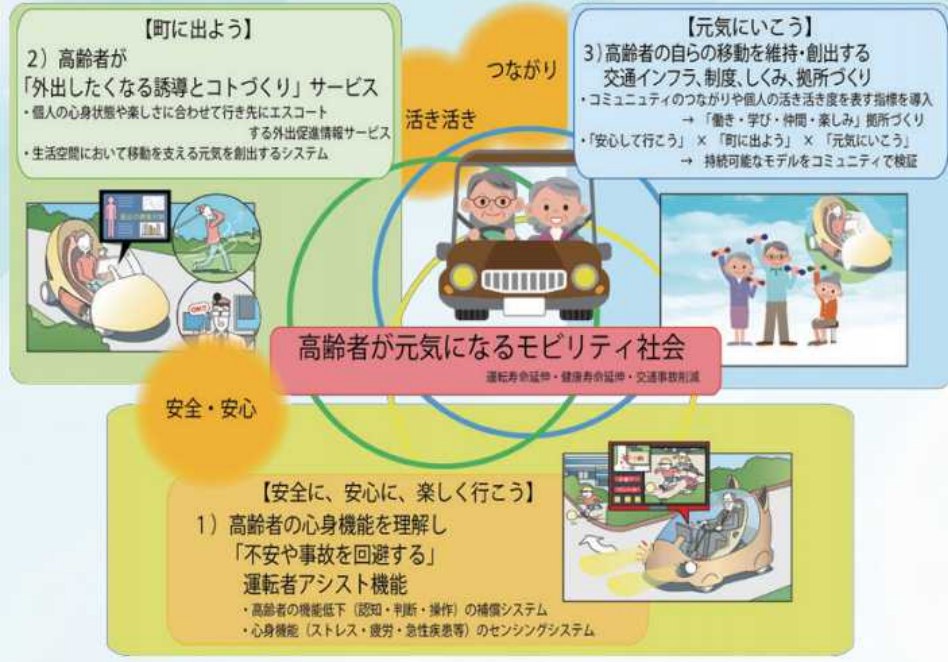 【町に出よう】
2）高齢者が
「外出したくなる誘導とコトづくり」サービス
・個人の心身状態や楽しさに合わせて行き先にエスコート
する外出促進情報サービス
・生活空間において移動を支える元気を創出するシステム
つながり
活き活き
【元気にいこう】
3)高齢者の自らの移動を維持・創出する
交通インフラ、制度、しくみ、拠所づくり
・コミュニュティのつながりや個人の活き活き度を表す指標を導入
→ 「働き・学び・仲間・楽しみ」拠所づくり
・「安心して行こう」 × 「町に出よう」 × 「元気にいこう」
→ 持続可能なモデルをコミュニティで検証
高齢者が元気になるモビリティ社会
運転寿命延伸・健康寿命延伸・交通事故削減
安全・安心
【安全に、安心に、楽しく行こう】
1）高齢者の心身機能を理解し
「不安や事故を回避する」
運転者アシスト機能
・高齢者の機能低下（認知・判断・操作）の補償システム
・心身機能（ストレス・疲労・急性疾患等）のセンシングシステム